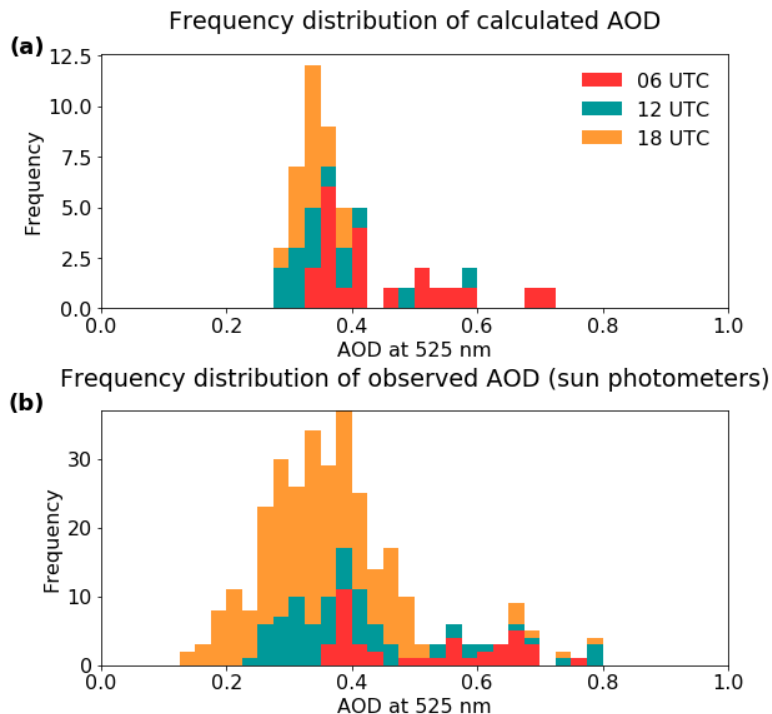 Frequency distribution of calculated AOD
(a)
12.5
10.0
7.5
5.0
2.5
0.0
Frequency
06 UTC
12 UTC
18 UTC
0.0 0.2 0.4 0.6 0.8 1.0
AOD at 525 nm
Frequency distribution of observed AOD (sun photometers)
(b)
30
20
10
0
Frequency
0.0 0.2 0.4 0.6 0.8 1.0
AOD at 525 nm